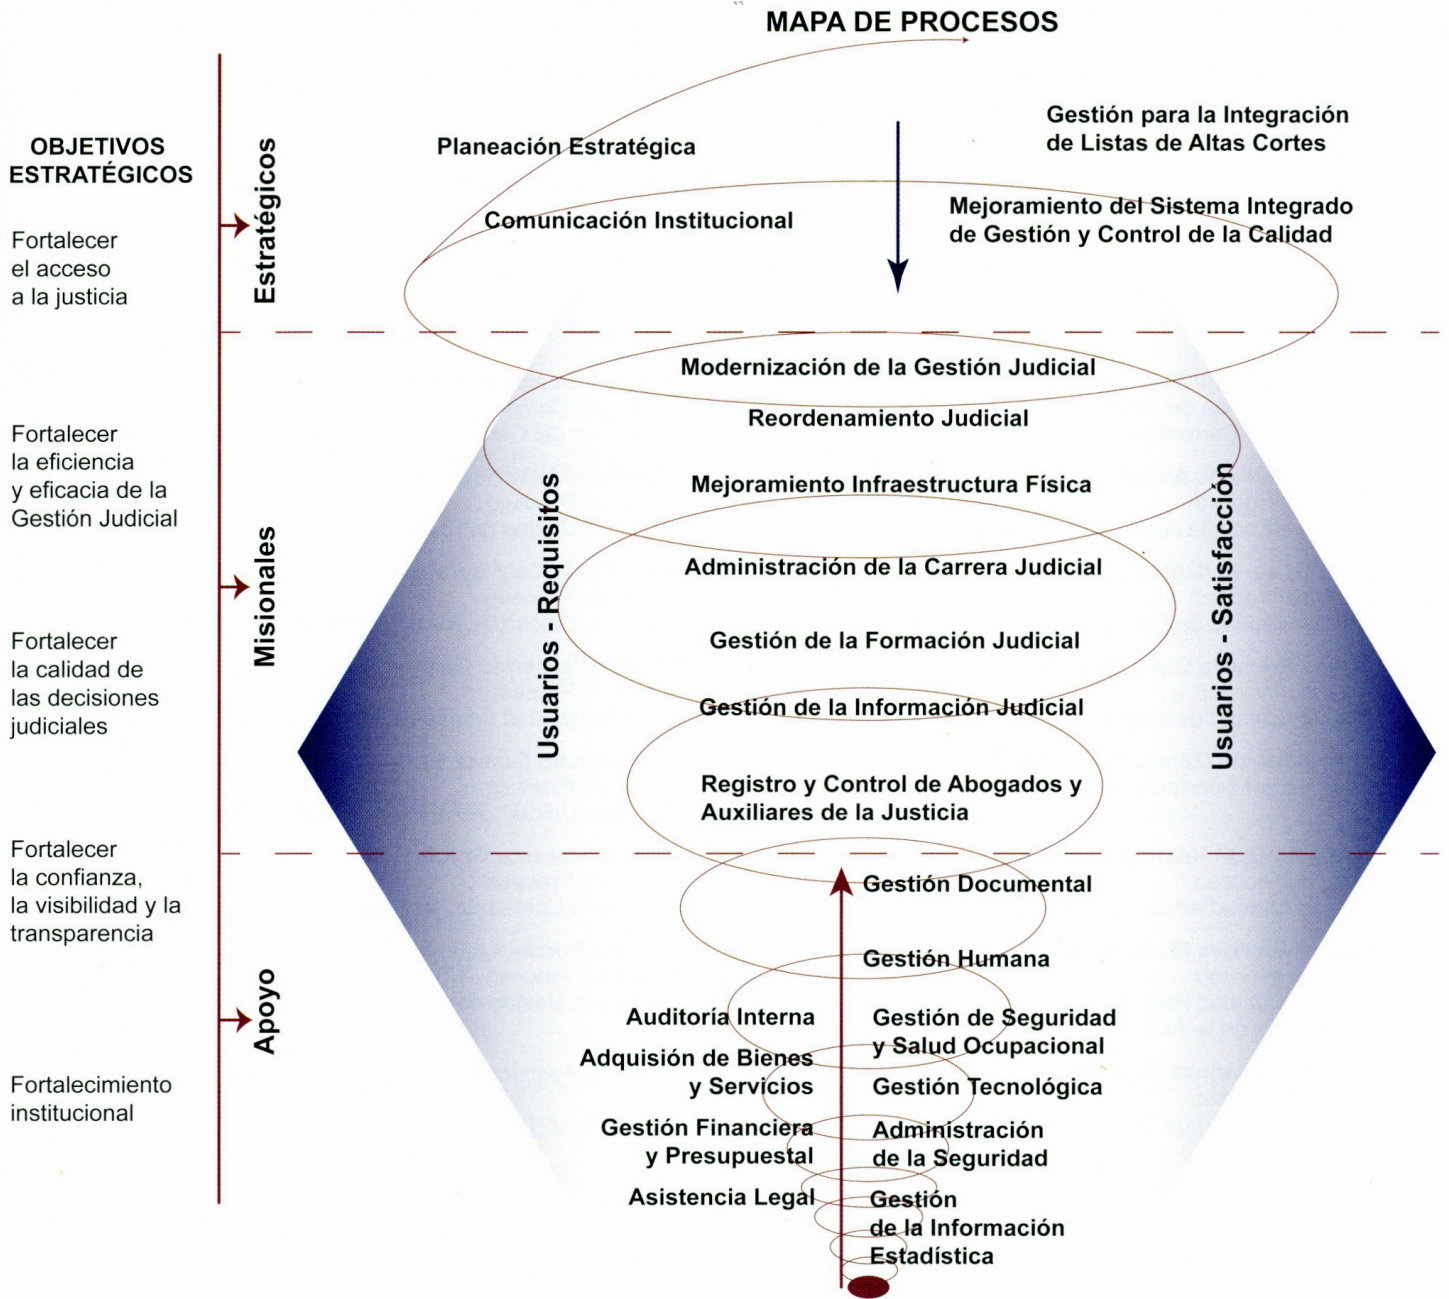 MAPA DE PROCESOS
OBJETIVOS
ESTRATÉGICOS
Fortalecer
el acceso
a la justicia
Fortalecer
la eficiencia
y eficacia de la
Gestión Judicial
Fortalecer
la calidad de
las decisiones
judiciales
Fortalecer
la confianza,
la visibilidad y la
transparencia
Fortalecimiento
institucional
Estratégicos
Misionales
Apoyo
Planeación Estratégica
Gestión para la Integración
de Listas de Altas Cortes
Comunicación Institucional
Mejoramiento del Sistema Integrado
de Gestión y Control de la Calidad
Usuarios - Requisitos
Modernización de la Gestión Judicial
Reordenamiento Judicial
Mejoramiento Infraestructura Física
Administración de la Carrera Judicial
Gestión de la Formación Judicial
Gestión de la Información Judicial
Registro y Control de Abogados y
Auxiliares de la Justicia
Usuarios - Satisfacción
Gestión Documental
Gestión Humana
Auditoría Interna
Adquisión de Bienes
y Servicios
Gestión Financiera
y Presupuestal
Asistencia Legal
Gestión de Seguridad
y Salud Ocupacional
Gestión Tecnológica
Administración
de la Seguridad
Gestión
de la Información
Estadística